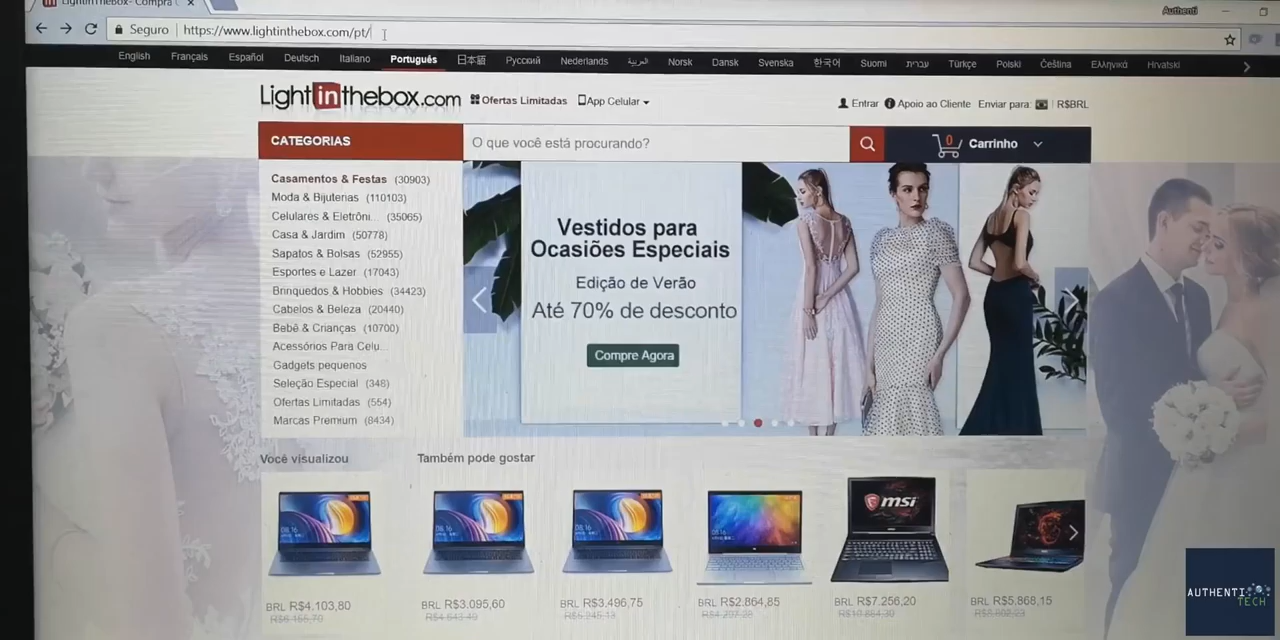 LightInTheBox- Compra
Authenti
Seguro https://www.lightinthebox.com/pt/
English Français Español Deutsch Italiano Português 日本語 Русский Nederlands العربية Norsk Dansk Svenska 한국어 Suomi עברית Türkçe Polski Čeština Ελληνικά Hrvatski
Lightinthebox.com Ofertas Limitadas App Celular Entrar Apoio ao Cliente Enviar para: R$BRL
CATEGORIAS O que você está procurando? 0 Carrinho
Casamentos & Festas (30903)
Moda & Bijuterias (110103)
Celulares & Eletrôni... (35065)
Casa & Jardim (50778)
Sapatos & Bolsas (52955)
Esportes e Lazer (17043)
Brinquedos & Hobbies (34423)
Cabelos & Beleza (20440)
Bebê & Crianças (10700)
Acessórios Para Celu...
Gadgets pequenos
Seleção Especial (348)
Ofertas Limitadas (554)
Marcas Premium (8434)
Vestidos para
Ocasiões Especiais
Edição de Verão
Até 70% de desconto
Compre Agora
Você visualizou Também pode gostar
msi
BRL R$4.103,80 BRL R$3.095,60 BRL R$3.496,75 BRL R$2.864,85 BRL R$7.256,20 BRL R$5.868,15
AUTHENTI
TECH